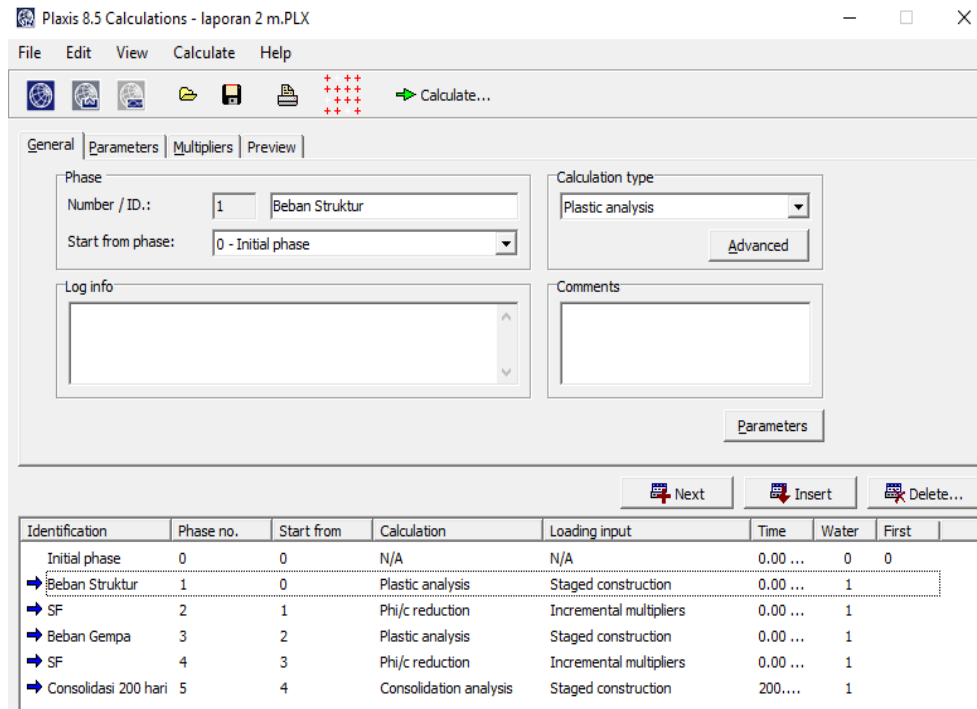 Plaxis 8.5 Calculations - laporan 2 m.PLX
File Edit View Calculate Help
Calculate...
General Parameters Multipliers Preview
Phase
Number / ID.: 1 Beban Struktur
Start from phase: 0 - Initial phase
Calculation type
Plastic analysis
Advanced
Log info
Comments
Parameters
Next Insert Delete...
Identification Phase no. Start from Calculation Loading input Time Water First
Initial phase 0 0 N/A N/A 0.00 ... 0 0
Beban Struktur 1 0 Plastic analysis Staged construction 0.00 ... 1
SF 2 1 Phi/c reduction Incremental multipliers 0.00 ... 1
Beban Gempa 3 2 Plastic analysis Staged construction 0.00 ... 1
SF 4 3 Phi/c reduction Incremental multipliers 0.00 ... 1
Consolidasi 200 hari 5 4 Consolidation analysis Staged construction 200.... 1